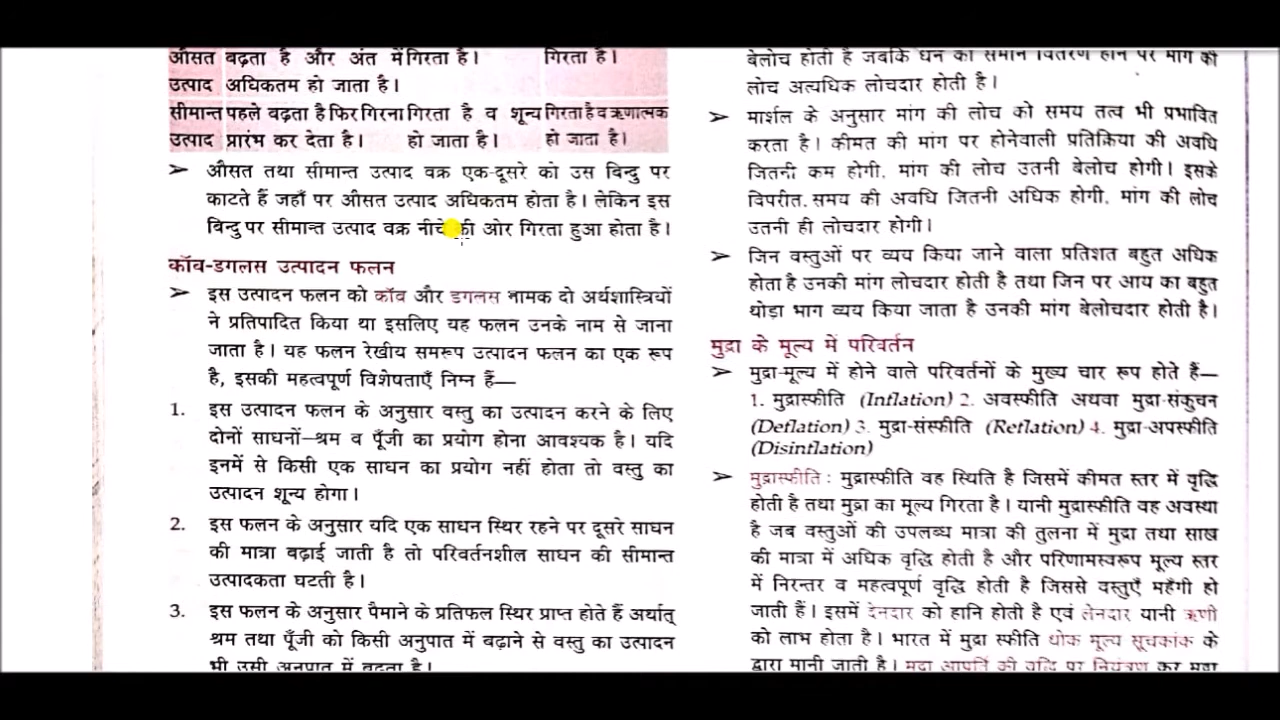 औसत बढ़ता है और अंत में गिरता है। गिरता है।
उत्पाद अधिकतम हो जाता है।
सीमान्त पहले बढ़ता है फिर गिरना गिरता है व शून्य गिरता है व ऋणात्मक
उत्पाद प्रारंभ कर देता है। हो जाता है। हो जाता है।
➢ औसत तथा सीमान्त उत्पाद वक्र एक-दूसरे को उस बिन्दु पर
काटते हैं जहाँ पर औसत उत्पाद अधिकतम होता है। लेकिन इस
बिन्दु पर सीमान्त उत्पाद वक्र नीचे की ओर गिरता हुआ होता है।
कॉब-डगलस उत्पादन फलन
➢ इस उत्पादन फलन को कॉब और डगलस नामक दो अर्थशास्त्रियों
ने प्रतिपादित किया था इसलिए यह फलन उनके नाम से जाना
जाता है। यह फलन रेखीय समरूप उत्पादन फलन का एक रूप
है, इसकी महत्वपूर्ण विशेषताएँ निम्न हैं—
1. इस उत्पादन फलन के अनुसार वस्तु का उत्पादन करने के लिए
दोनों साधनों—श्रम व पूँजी का प्रयोग होना आवश्यक है। यदि
इनमें से किसी एक साधन का प्रयोग नहीं होता तो वस्तु का
उत्पादन शून्य होगा।
2. इस फलन के अनुसार यदि एक साधन स्थिर रहने पर दूसरे साधन
की मात्रा बढ़ाई जाती है तो परिवर्तनशील साधन की सीमान्त
उत्पादकता घटती है।
3. इस फलन के अनुसार पैमाने के प्रतिफल स्थिर प्राप्त होते हैं अर्थात्
श्रम तथा पूँजी को किसी अनुपात में बढ़ाने से वस्तु का उत्पादन
भी उसी अनुपात में बढ़ता है।
बेलोच होती है जबकि धन का समान वितरण होने पर मांग की
लोच अत्यधिक लोचदार होती है।
➢ मार्शल के अनुसार मांग की लोच को समय तत्व भी प्रभावित
करता है। कीमत की मांग पर होनेवाली प्रतिक्रिया की अवधि
जितनी कम होगी, मांग की लोच उतनी बेलोच होगी। इसके
विपरीत, समय की अवधि जितनी अधिक होगी, मांग की लोच
उतनी ही लोचदार होगी।
➢ जिन वस्तुओं पर व्यय किया जाने वाला प्रतिशत बहुत अधिक
होता है उनकी मांग लोचदार होती है तथा जिन पर आय का बहुत
थोड़ा भाग व्यय किया जाता है उनकी मांग बेलोचदार होती है।
मुद्रा के मूल्य में परिवर्तन
➢ मुद्रा-मूल्य में होने वाले परिवर्तनों के मुख्य चार रूप होते हैं—
1. मुद्रास्फीति (Inflation) 2. अवस्फीति अथवा मुद्रा-संकुचन
(Deflation) 3. मुद्रा-संस्फीति (Reflation) 4. मुद्रा-अपस्फीति
(Disinflation)
➢ मुद्रास्फीति : मुद्रास्फीति वह स्थिति है जिसमें कीमत स्तर में वृद्धि
होती है तथा मुद्रा का मूल्य गिरता है। यानी मुद्रास्फीति वह अवस्था
है जब वस्तुओं की उपलब्ध मात्रा की तुलना में मुद्रा तथा साख
की मात्रा में अधिक वृद्धि होती है और परिणामस्वरूप मूल्य स्तर
में निरन्तर व महत्वपूर्ण वृद्धि होती है जिससे वस्तुएँ महँगी हो
जाती हैं। इसमें देनदार को हानि होती है एवं लेनदार यानी ऋणी
को लाभ होता है। भारत में मुद्रा स्फीति थोक मूल्य सूचकांक के
द्वारा मानी जाती है। मुद्रा आपूर्ति की वृद्धि पर नियंत्रण कर मुद्रा